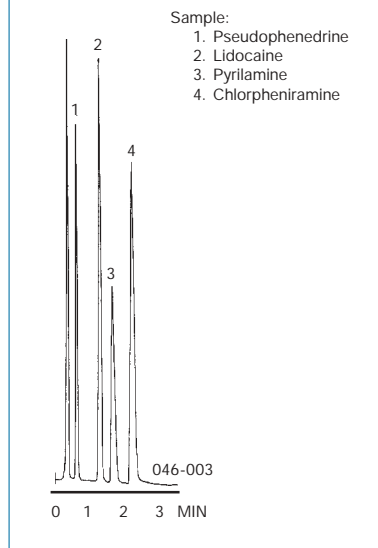 Sample:
1. Pseudophenedrine
2. Lidocaine
3. Pyrilamine
4. Chlorpheniramine
2
1
4
3
046-003
0 1 2 3 MIN